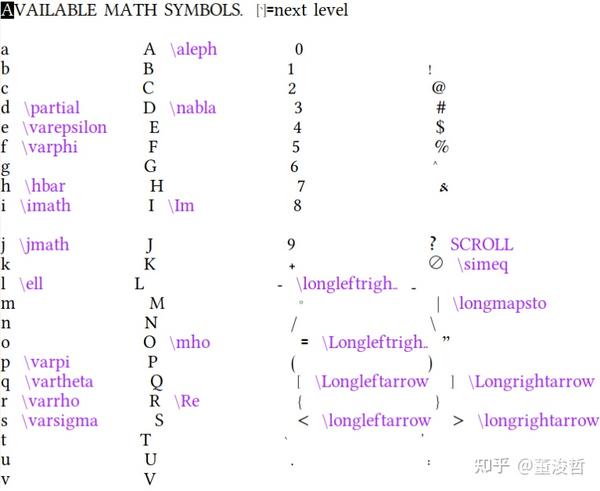 AVAILABLE MATH SYMBOLS. [`]=next level
a A \aleph 0
b B 1 !
c C 2 @
d \partial D \nabla 3 #
e \varepsilon E 4 $
f \varphi F 5 %
g G 6 ^
h \hbar H 7 &
i \imath I \Im 8
j \jmath J 9 ? SCROLL
k K + ∅ \simeq
l \ell L - \longleftrigh.. -
m M ° | \longmapsto
n N / \
o O \mho = \Longleftrigh.. ”
p \varpi P ( )
q \vartheta Q [ \Longleftarrow ] \Longrightarrow
r \varrho R \Re { }
s \varsigma S < \longleftarrow > \longrightarrow
t T ` '
u U . :
v V
知乎 @董浚哲